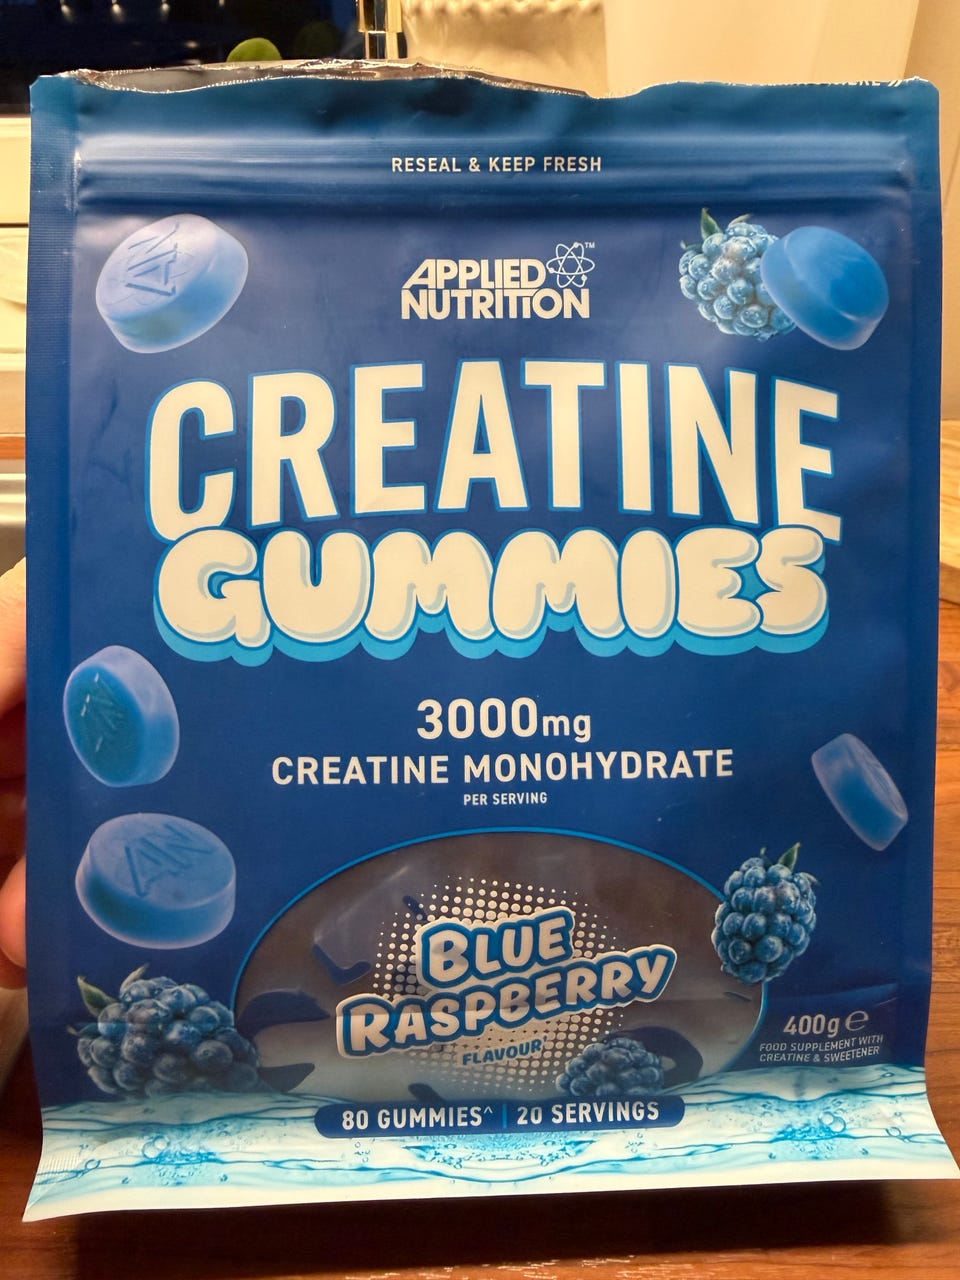 RESEAL & KEEP FRESH
APPLIED
NUTRITION™
CREATINE
GUMMIES
3000mg
CREATINE MONOHYDRATE
PER SERVING
BLUE
RASPBERRY
FLAVOUR
400g ℮
FOOD SUPPLEMENT WITH
CREATINE & SWEETENER
80 GUMMIES^ | 20 SERVINGS